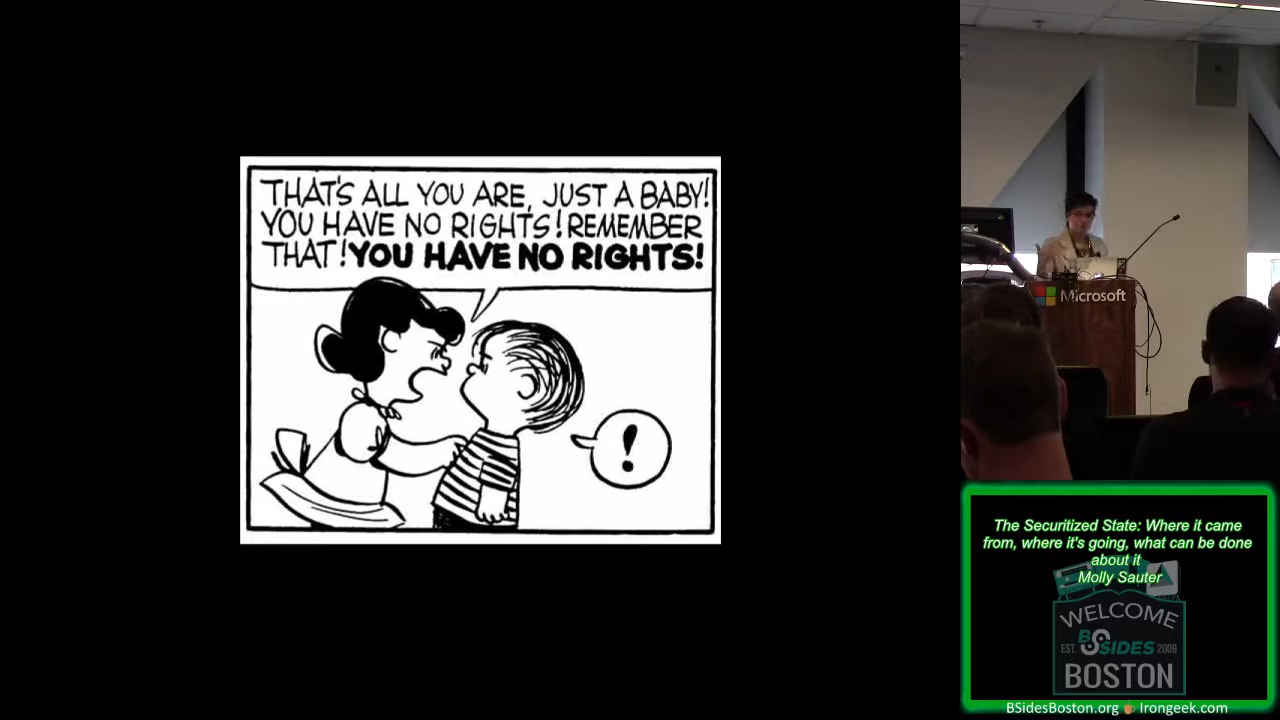 THAT'S ALL YOU ARE, JUST A BABY!
YOU HAVE NO RIGHTS! REMEMBER
THAT! YOU HAVE NO RIGHTS!
!
Microsoft
The Securitized State: Where it came
from, where it's going, what can be done
about it
Molly Sauter
WELCOME
EST. BSIDES 2009
BOSTON
BSidesBoston.org Irongeek.com